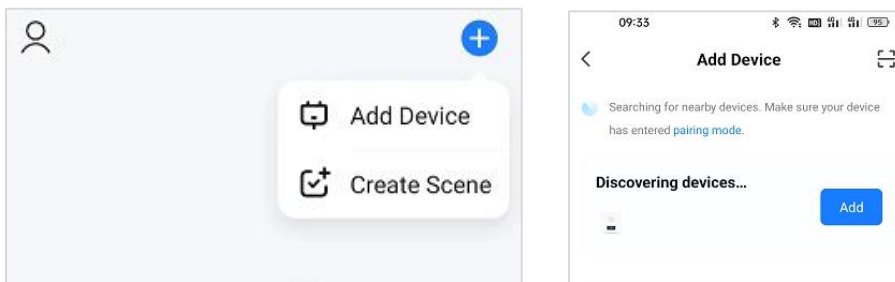 Add Device
Create Scene
09:33
95
Add Device
Searching for nearby devices. Make sure your device
has entered pairing mode.
Discovering devices...
Add